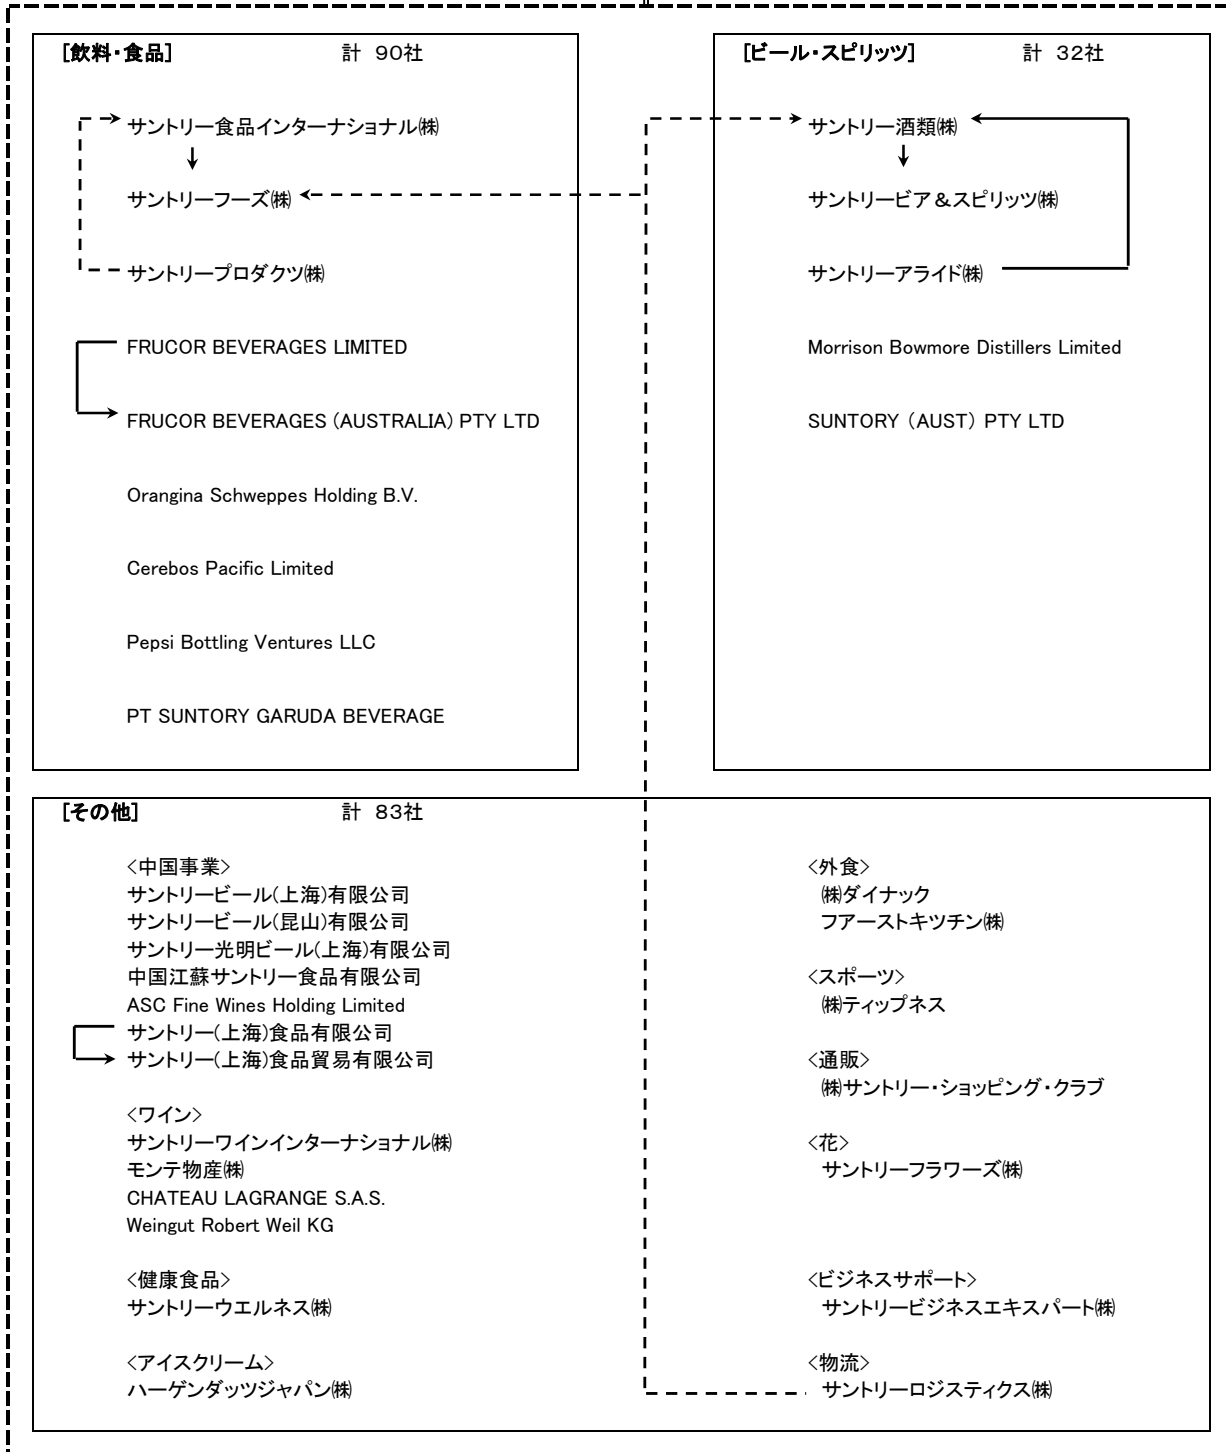 [飲料・食品] 計 90社
サントリー食品インターナショナル㈱
サントリーフーズ㈱
サントリープロダクツ㈱
FRUCOR BEVERAGES LIMITED
FRUCOR BEVERAGES (AUSTRALIA) PTY LTD
Orangina Schweppes Holding B.V.
Cerebos Pacific Limited
Pepsi Bottling Ventures LLC
PT SUNTORY GARUDA BEVERAGE
[ビール・スピリッツ] 計 32社
サントリー酒類㈱
サントリービア＆スピリッツ㈱
サントリーアライド㈱
Morrison Bowmore Distillers Limited
SUNTORY (AUST) PTY LTD
[その他] 計 83社
<中国事業>
サントリービール(上海)有限公司
サントリービール(昆山)有限公司
サントリー光明ビール(上海)有限公司
中国江蘇サントリー食品有限公司
ASC Fine Wines Holding Limited
サントリー(上海)食品有限公司
サントリー(上海)食品貿易有限公司
<ワイン>
サントリーワインインターナショナル㈱
モンテ物産㈱
CHATEAU LAGRANGE S.A.S.
Weingut Robert Weil KG
<健康食品>
サントリーウエルネス㈱
<アイスクリーム>
ハーゲンダッツジャパン㈱
<外食>
㈱ダイナック
フアーストキツチン㈱
<スポーツ>
㈱ティップネス
<通販>
㈱サントリー・ショッピング・クラブ
<花>
サントリーフラワーズ㈱
<ビジネスサポート>
サントリービジネスエキスパート㈱
<物流>
サントリーロジスティクス㈱